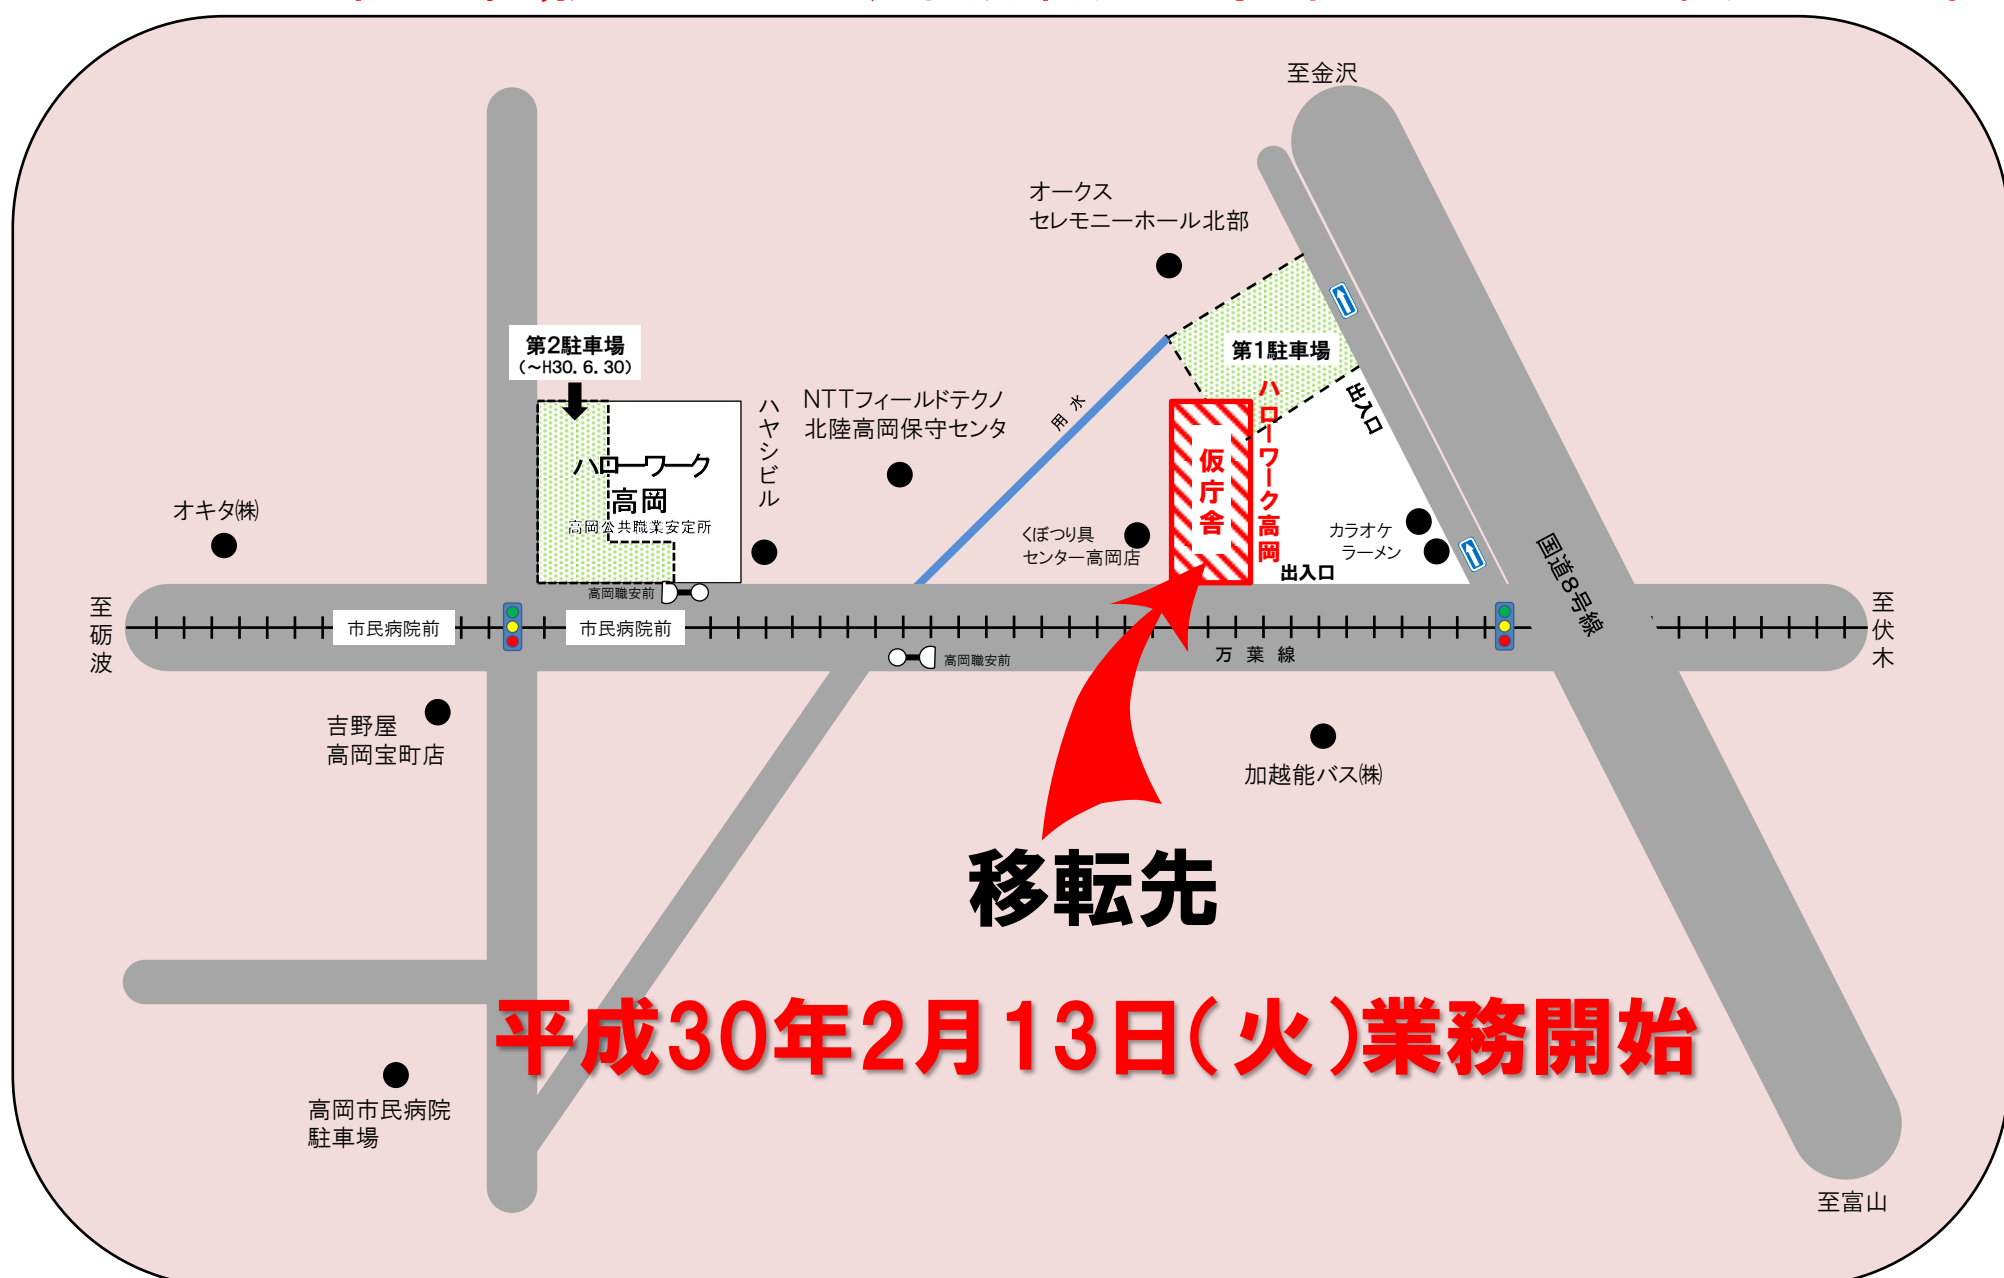 至金沢
オークス
セレモニーホール北部
第2駐車場
(～H30.6.30)
第1駐車場
出入口
ハヤシビル
NTTフィールドテクノ
北陸高岡保守センタ
用水
ハローワーク高岡
仮庁舎
ハローワーク
高岡
高岡公共職業安定所
オキタ㈱
くぼつり具
センター高岡店
カラオケ
ラーメン
出入口
国道8号線
高岡職安前
至砺波
市民病院前
市民病院前
至伏木
高岡職安前
万葉線
吉野屋
高岡宝町店
加越能バス㈱
移転先
平成30年2月13日(火)業務開始
高岡市民病院
駐車場
至富山